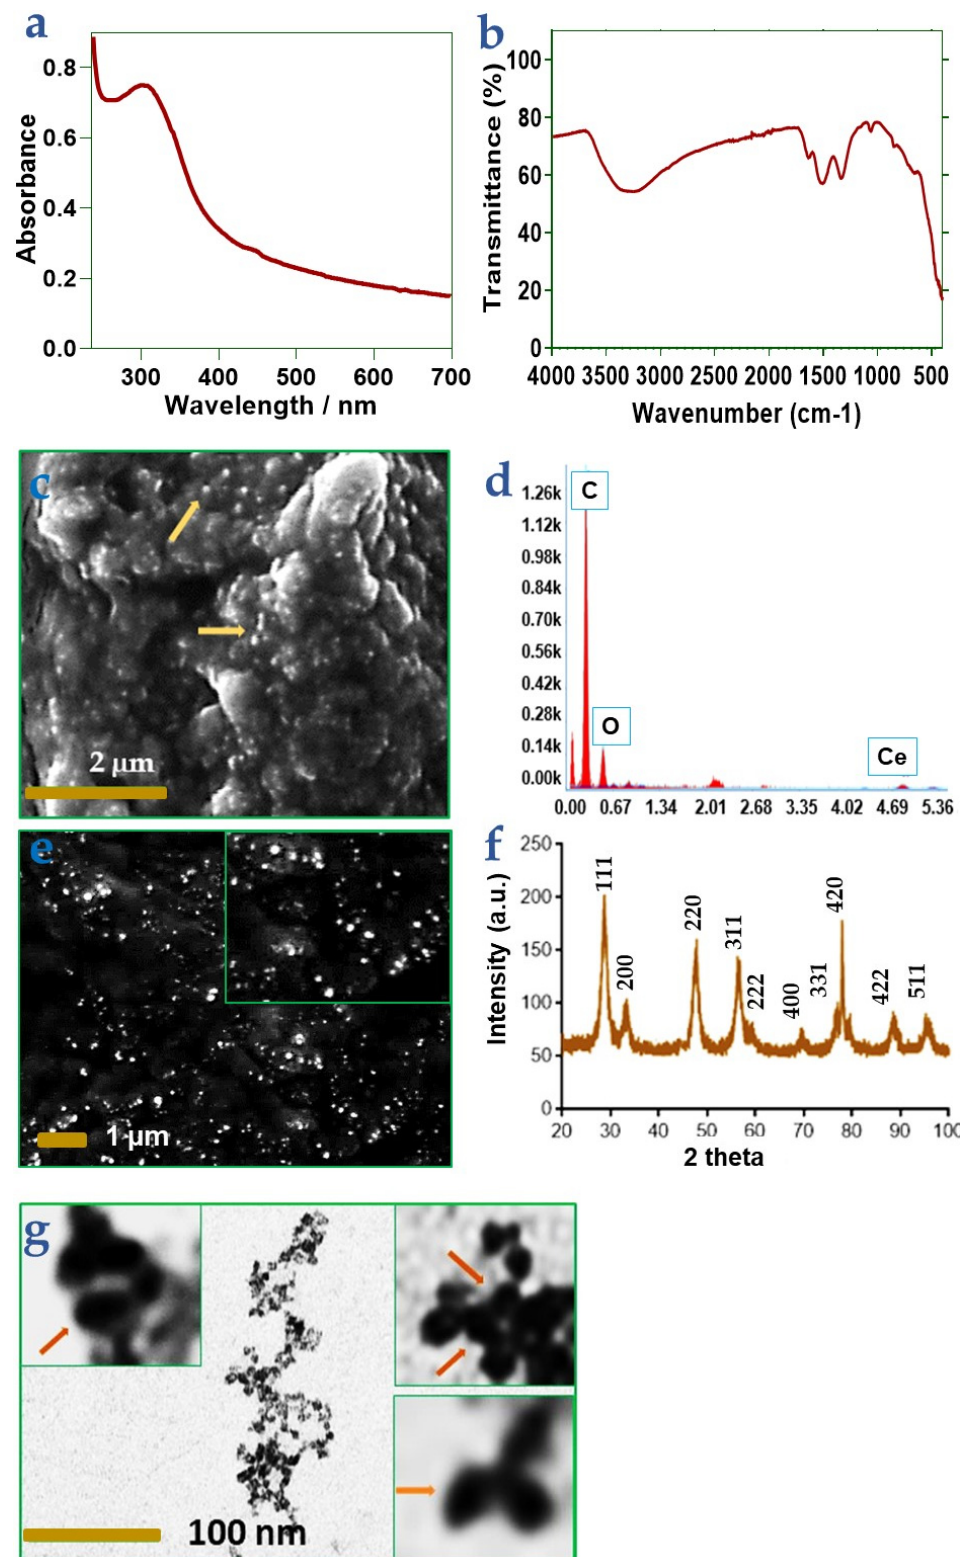 a
0.8
0.6
0.4
0.2
0.0
Absorbance
300 400 500 600 700
Wavelength / nm
b
100
80
60
40
20
0
Transmittance (%)
4000 3500 3000 2500 2000 1500 1000 500
Wavenumber (cm-1)
c
2 μm
d
C
O
Ce
1.26k
1.12k
0.98k
0.84k
0.70k
0.56k
0.42k
0.28k
0.14k
0.00k
0.00 0.67 1.34 2.01 2.68 3.35 4.02 4.69 5.36
e
1 μm
f
250
200
150
100
50
0
Intensity (a.u.)
111
200
220
311
222
400
331
420
422
511
20 30 40 50 60 70 80 90 100
2 theta
g
100 nm